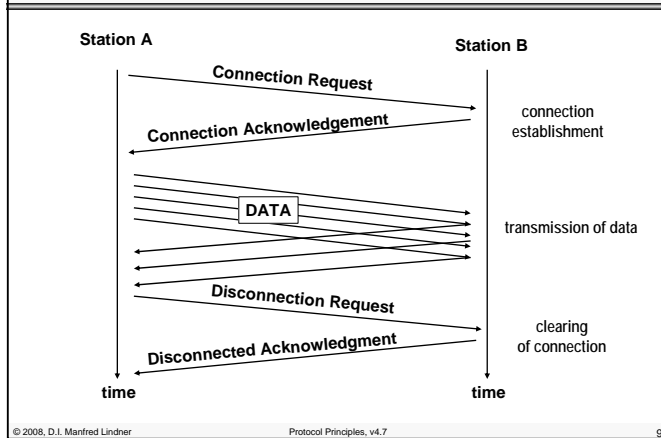 Station A
Station B
Connection Request
Connection Acknowledgement
connection
establishment
DATA
transmission of data
Disconnection Request
Disconnected Acknowledgment
clearing
of connection
time
time
© 2008, D.I. Manfred Lindner
Protocol Principles, v4.7
9